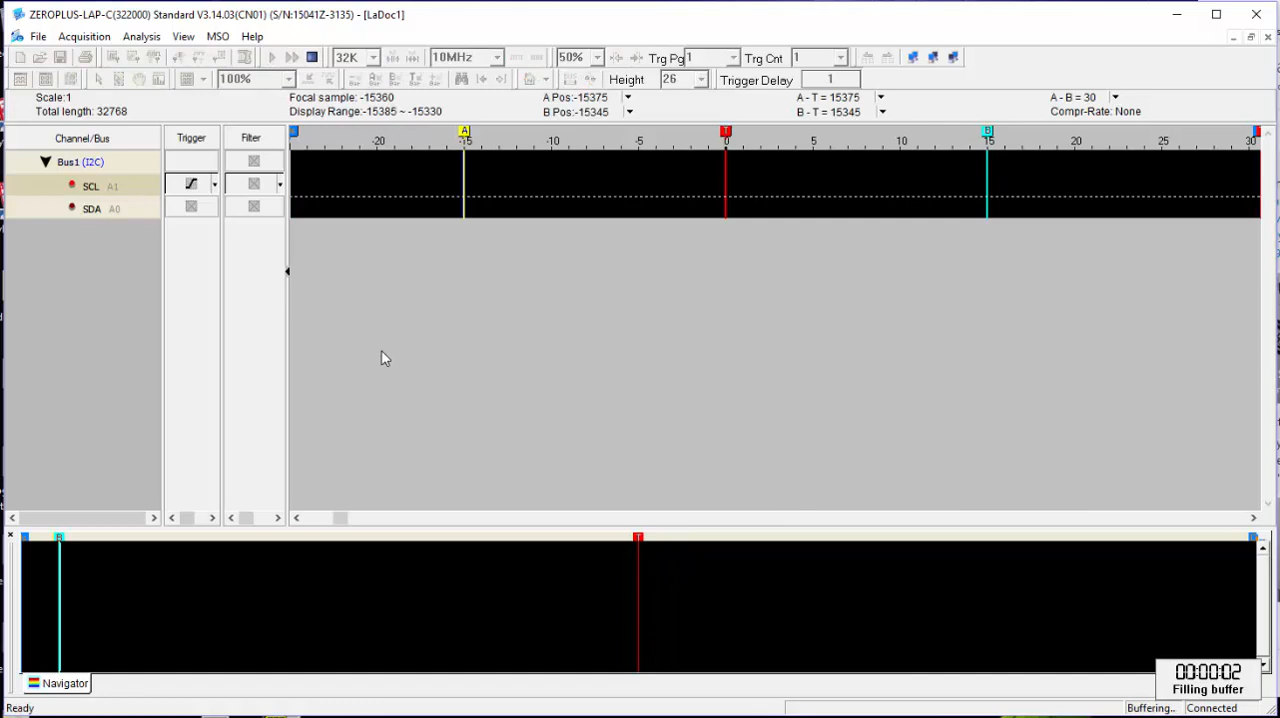 ZEROPLUS-LAP-C(322000) Standard V3.14.03(CN01) (S/N:15041Z-3135) - [LaDoc1]
File Acquisition Analysis View MSO Help
32K 10MHz 50% Trg Pg 1 Trg Cnt 1
100% Height 26 Trigger Delay 1
Scale:1 Focal sample: -15360 A Pos:-15375 A - T = 15375 A - B = 30
Total length: 32768 Display Range:-15385 ~ -15330 B Pos:-15345 B - T = 15345 Compr-Rate: None
A T B
Channel/Bus Trigger Filter -20 -15 -10 -5 0 5 10 15 20 25 30
Bus1 (I2C)
SCL A1
SDA A0
B T
Navigator
00:00:02
Filling buffer
Ready Buffering.. Connected